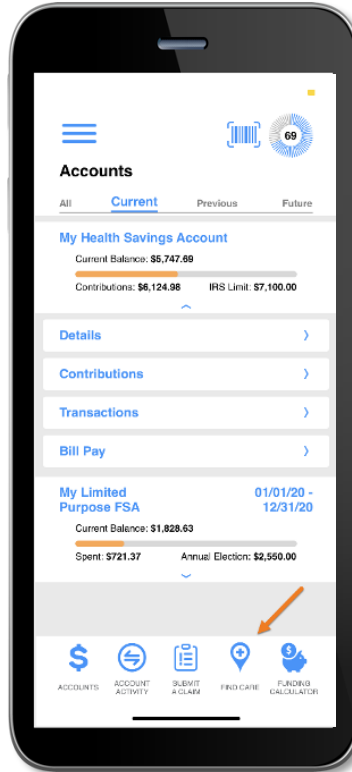 69
Accounts
All Current Previous Future
My Health Savings Account
Current Balance: $5,747.69
Contributions: $6,124.98 IRS Limit: $7,100.00
Details
Contributions
Transactions
Bill Pay
My Limited 01/01/20 -
Purpose FSA 12/31/20
Current Balance: $1,828.63
Spent: $721.37 Annual Election: $2,550.00
ACCOUNTS ACCOUNT SUBMIT FIND CARE FUNDING
ACTIVITY A CLAIM CALCULATOR